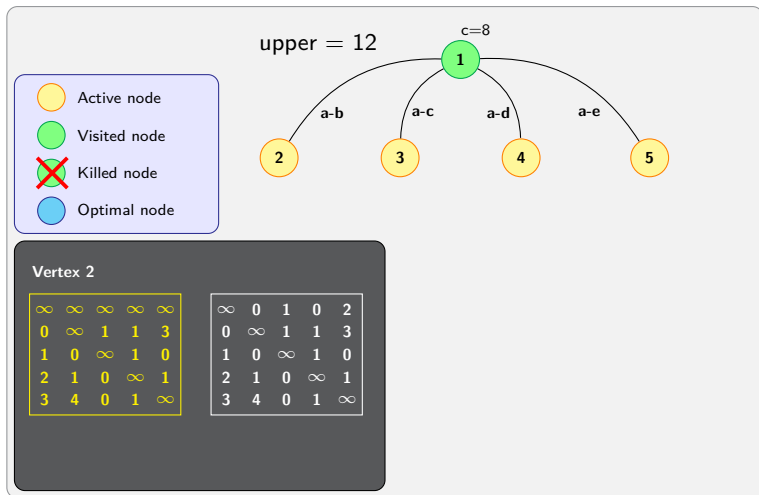 upper = 12
c=8
1
a-b
a-c
a-d
a-e
2
3
4
5
Active node
Visited node
Killed node
Optimal node
Vertex 2
∞ ∞ ∞ ∞ ∞
0 ∞ 1 1 3
1 0 ∞ 1 0
2 1 0 ∞ 1
3 4 0 1 ∞
∞ 0 1 0 2
0 ∞ 1 1 3
1 0 ∞ 1 0
2 1 0 ∞ 1
3 4 0 1 ∞